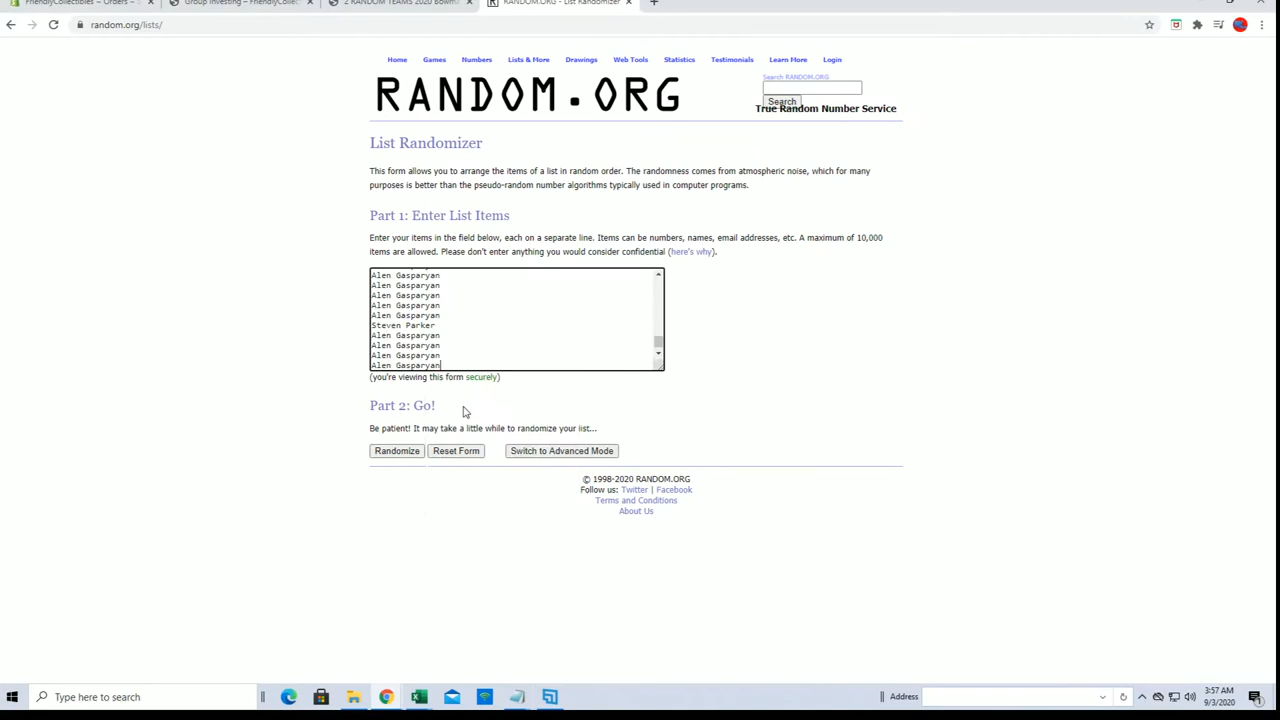 FriendlyCollectibles – Orders – S
Group Investing – FriendlyCollect
2 RANDOM TEAMS 2020 Bowma
RANDOM.ORG - List Randomizer
random.org/lists/
Home Games Numbers Lists & More Drawings Web Tools Statistics Testimonials Learn More Login
RANDOM.ORG
Search RANDOM.ORG
Search
True Random Number Service
List Randomizer
This form allows you to arrange the items of a list in random order. The randomness comes from atmospheric noise, which for many
purposes is better than the pseudo-random number algorithms typically used in computer programs.
Part 1: Enter List Items
Enter your items in the field below, each on a separate line. Items can be numbers, names, email addresses, etc. A maximum of 10,000
items are allowed. Please don't enter anything you would consider confidential (here's why).
Alen Gasparyan
Alen Gasparyan
Alen Gasparyan
Alen Gasparyan
Alen Gasparyan
Steven Parker
Alen Gasparyan
Alen Gasparyan
Alen Gasparyan
Alen Gasparyan
(you're viewing this form securely)
Part 2: Go!
Be patient! It may take a little while to randomize your list...
Randomize Reset Form Switch to Advanced Mode
© 1998-2020 RANDOM.ORG
Follow us: Twitter | Facebook
Terms and Conditions
About Us
Type here to search
Address
3:57 AM
9/3/2020